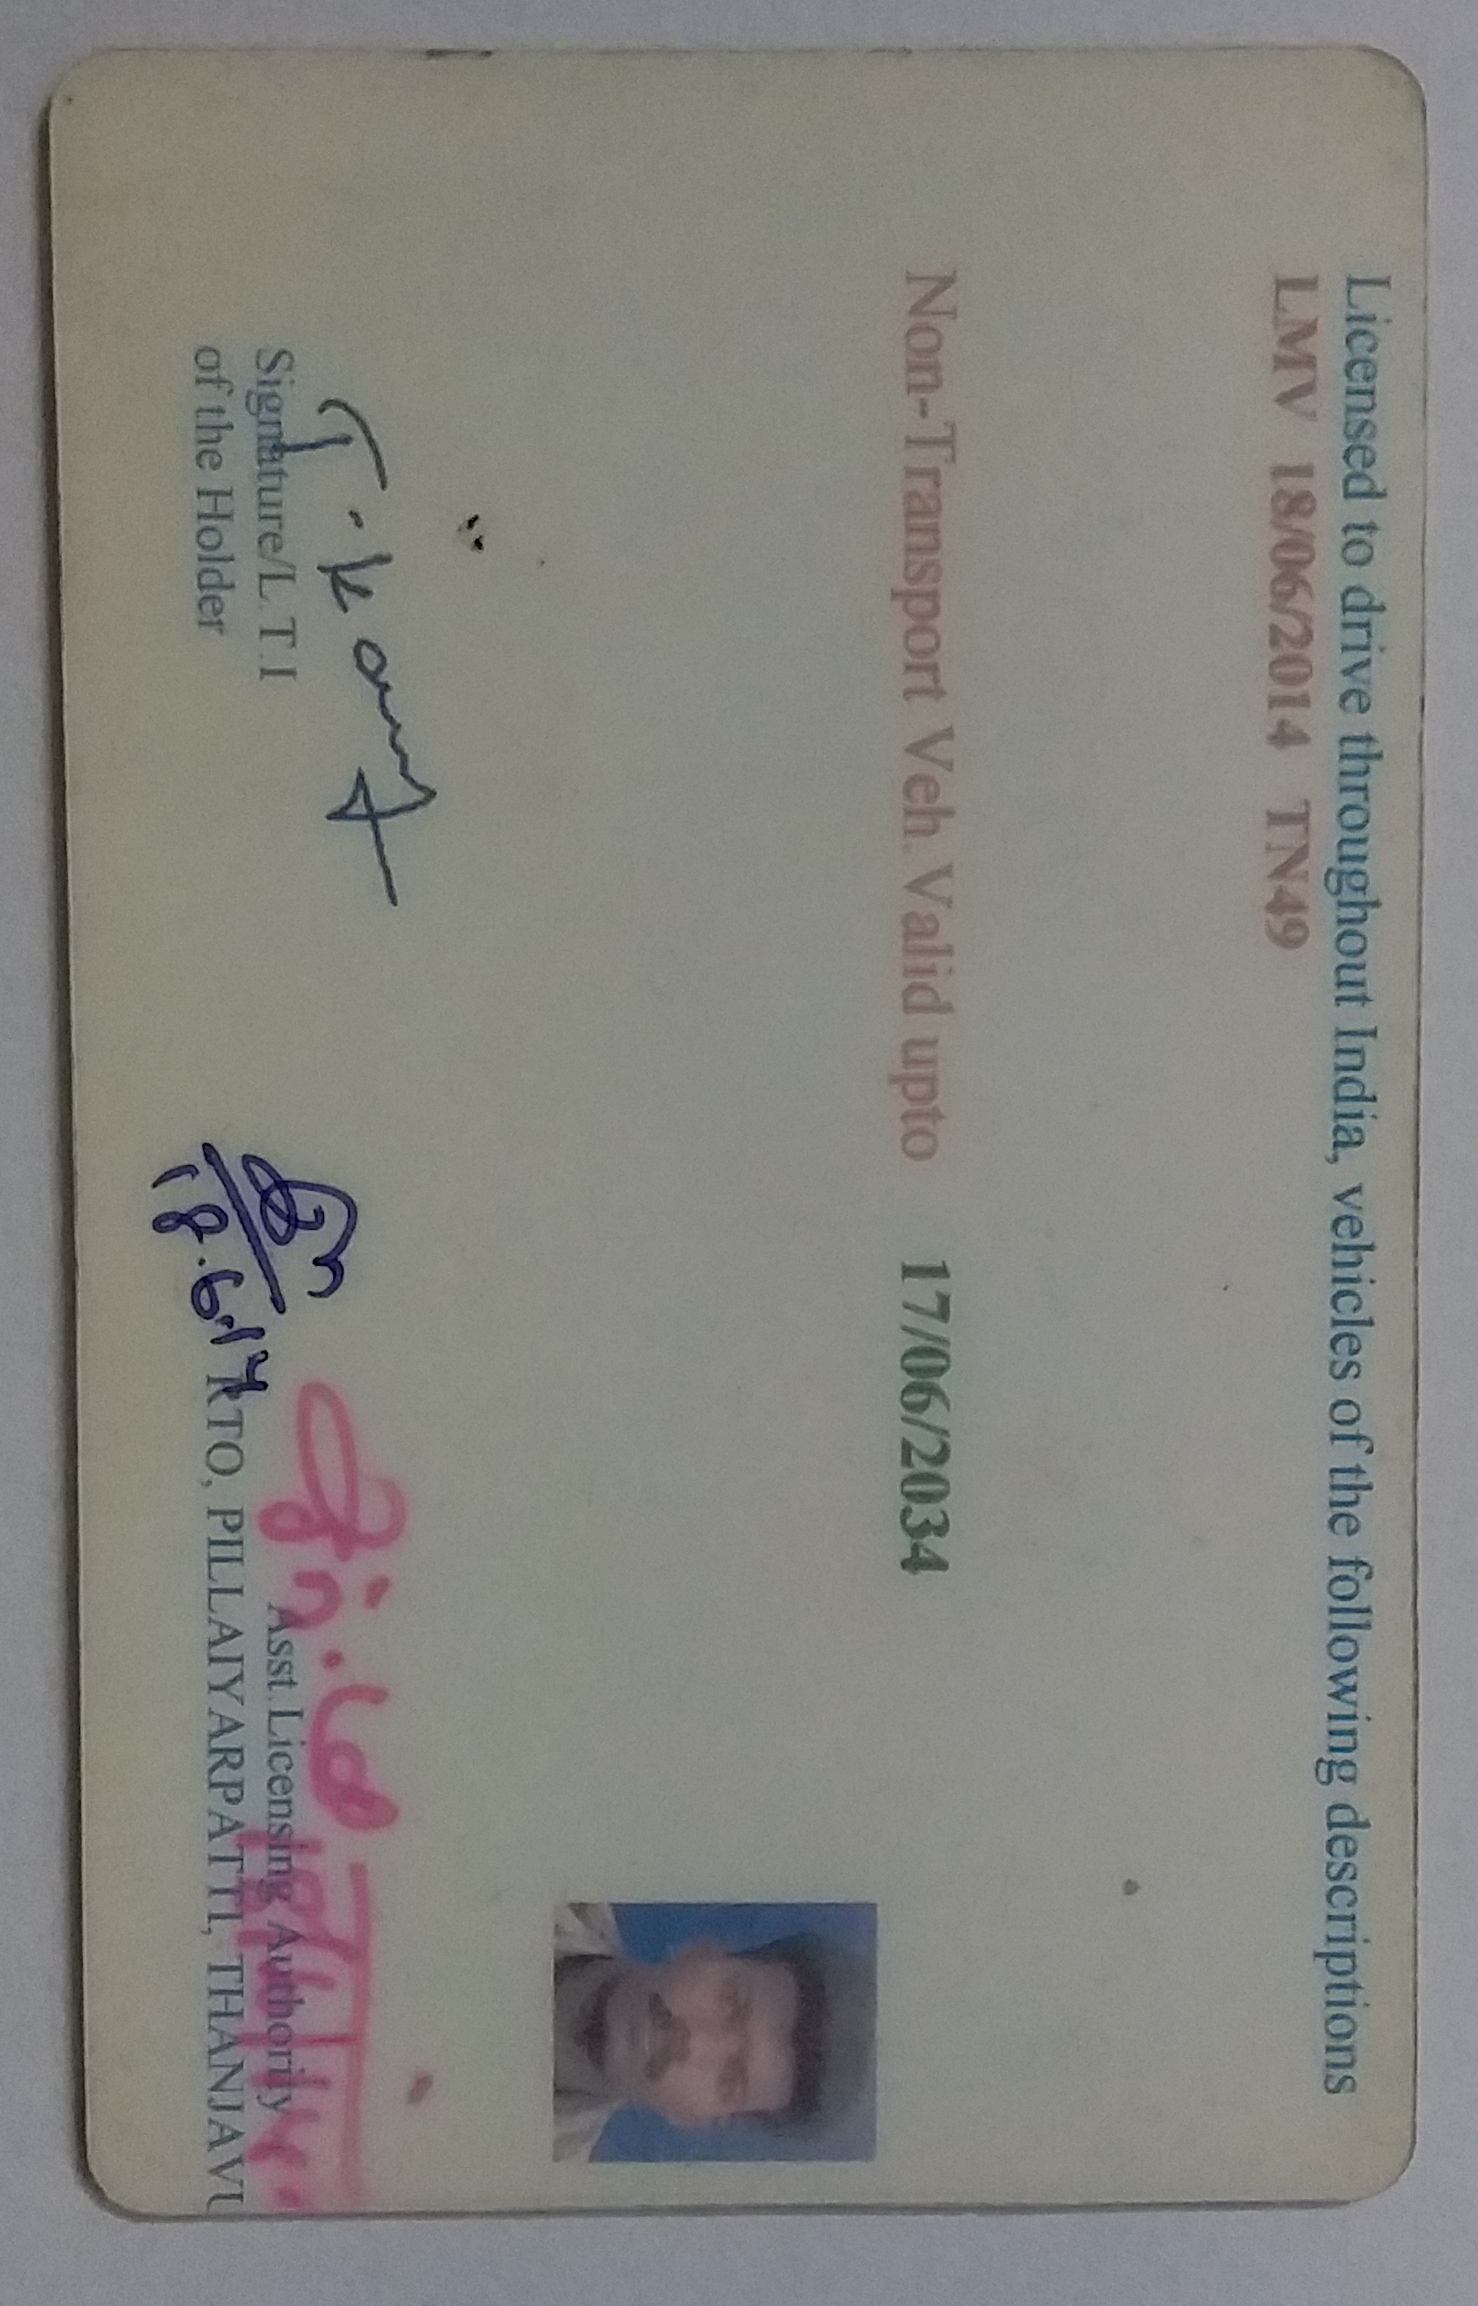 Licensed to drive throughout India, vehicles of the following descriptions
LMV 18/06/2014 TN49
Non-Transport Veh. Valid upto 17/06/2034
T. k
Signature/L.T.I
of the Holder
18.6.14
Asst. Licensing Authority
RTO, PILLAIYARPATTI, THANJAVU